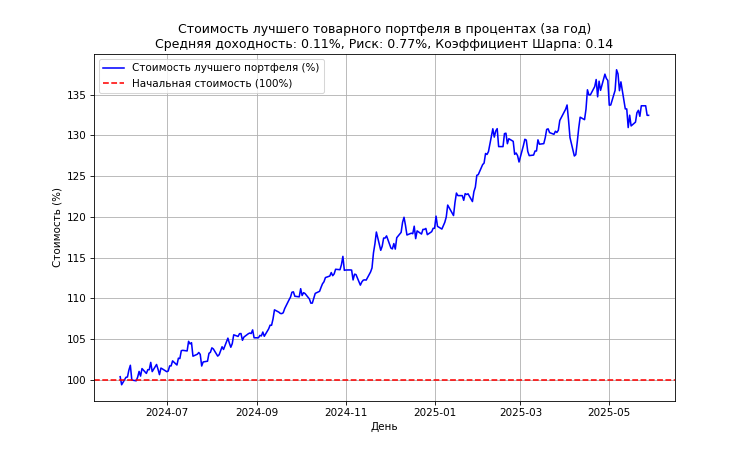 Стоимость лучшего товарного портфеля в процентах (за год)
Средняя доходность: 0.11%, Риск: 0.77%, Коэффициент Шарпа: 0.14
Стоимость лучшего портфеля (%)
Начальная стоимость (100%)
Стоимость (%)
135
130
125
120
115
110
105
100
2024-07
2024-09
2024-11
2025-01
2025-03
2025-05
День